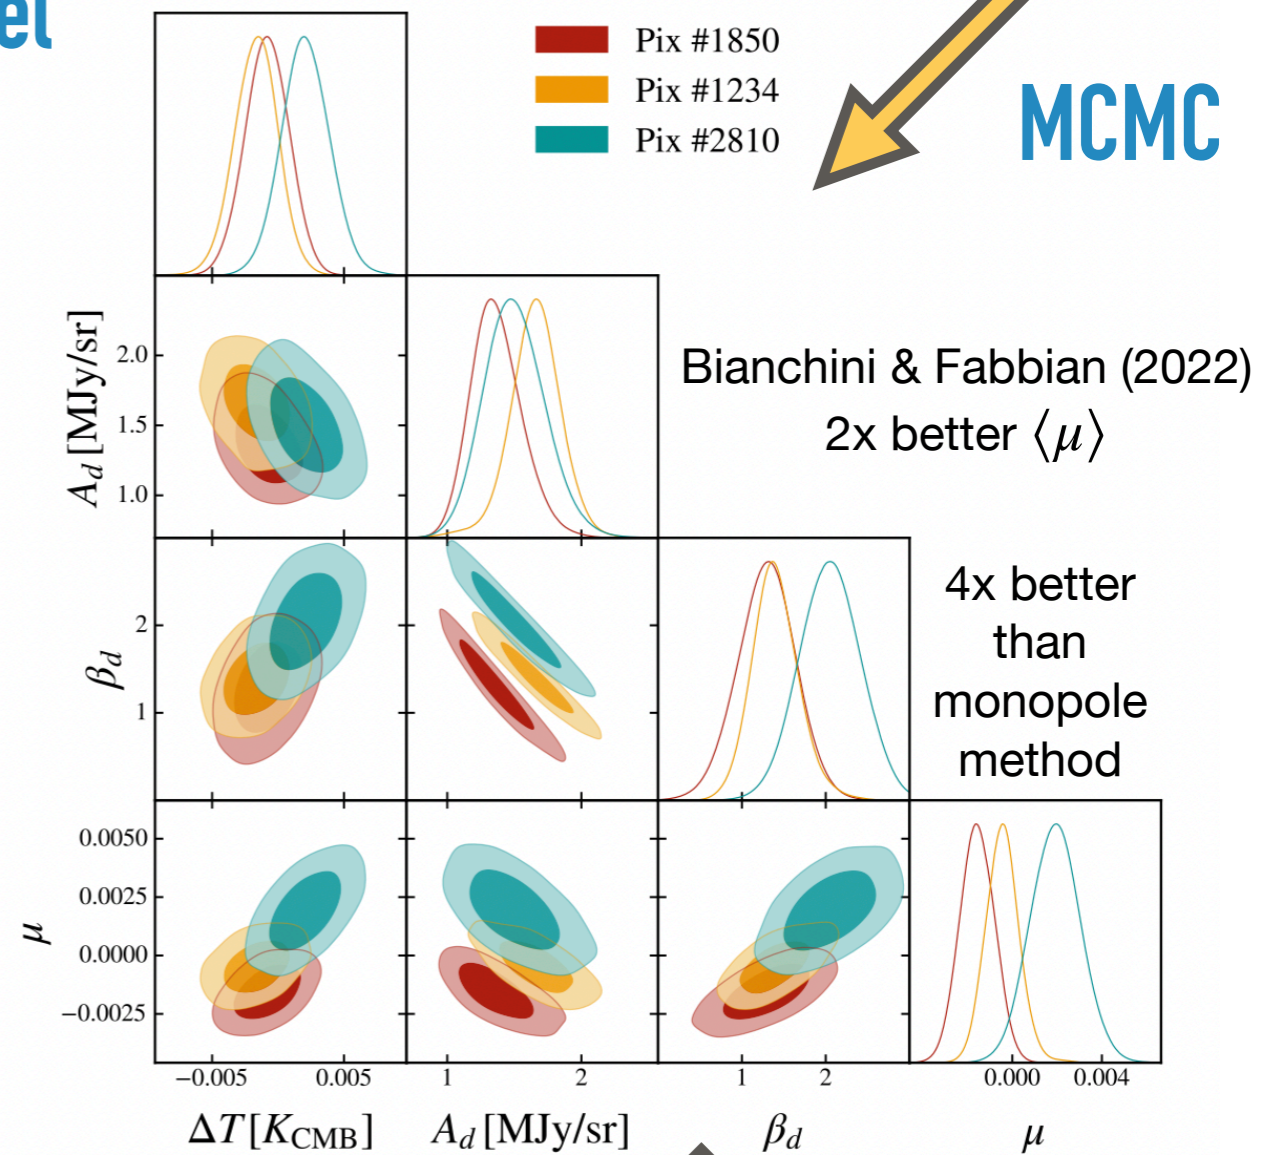 el
Pix #1850
Pix #1234
Pix #2810
MCMC
A_d [MJy/sr]
2.0
1.5
1.0
Bianchini & Fabbian (2022)
2x better ⟨μ⟩
β_d
2
1
4x better
than
monopole
method
μ
0.0050
0.0025
0.0000
−0.0025
−0.005 0.005 1 2 1 2 0.000 0.004
ΔT [K_CMB] A_d [MJy/sr] β_d μ